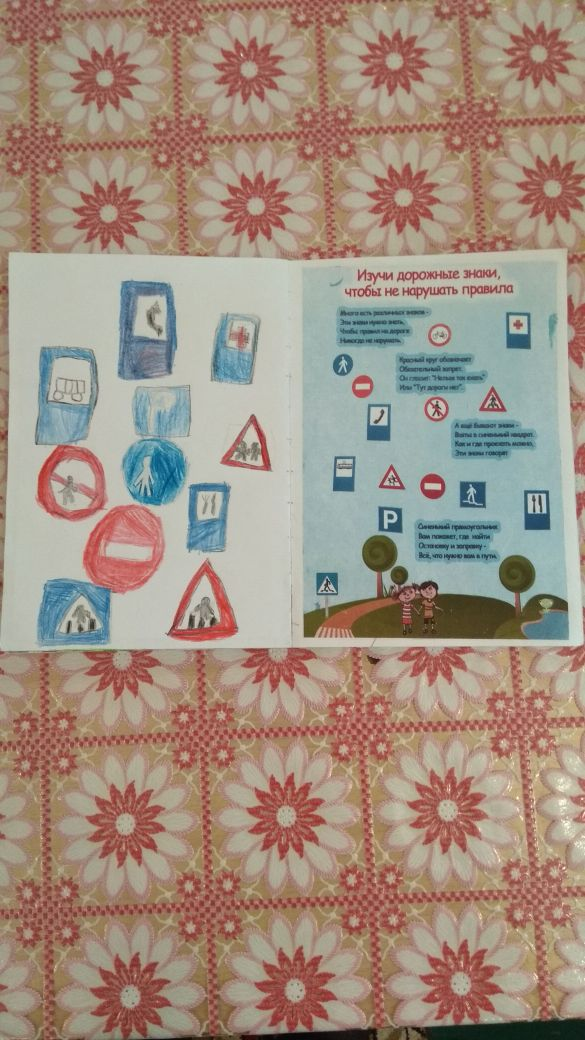 Изучи дорожные знаки,
чтобы не нарушать правила
Много есть различных знаков -
Эти знаки нужно знать,
Чтобы правил на дороге
Никогда не нарушать.
Красный круг обозначает
Обязательный запрет.
Он гласит: "Нельзя так ехать"
Или "Тут дороги нет".
А ещё бывают знаки -
Взяты в синенький квадрат.
Как и где проехать можно,
Эти знаки говорят
P
Синенький прямоугольник
Вам покажет, где найти
Остановку и заправку -
Всё, что нужно вам в пути.